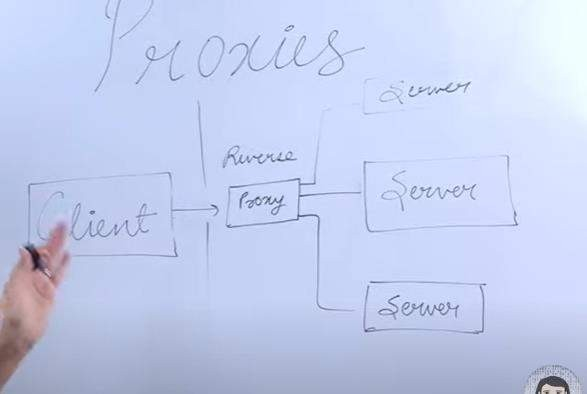 Proxies
Server
Reverse
Client
Proxy
Server
Server